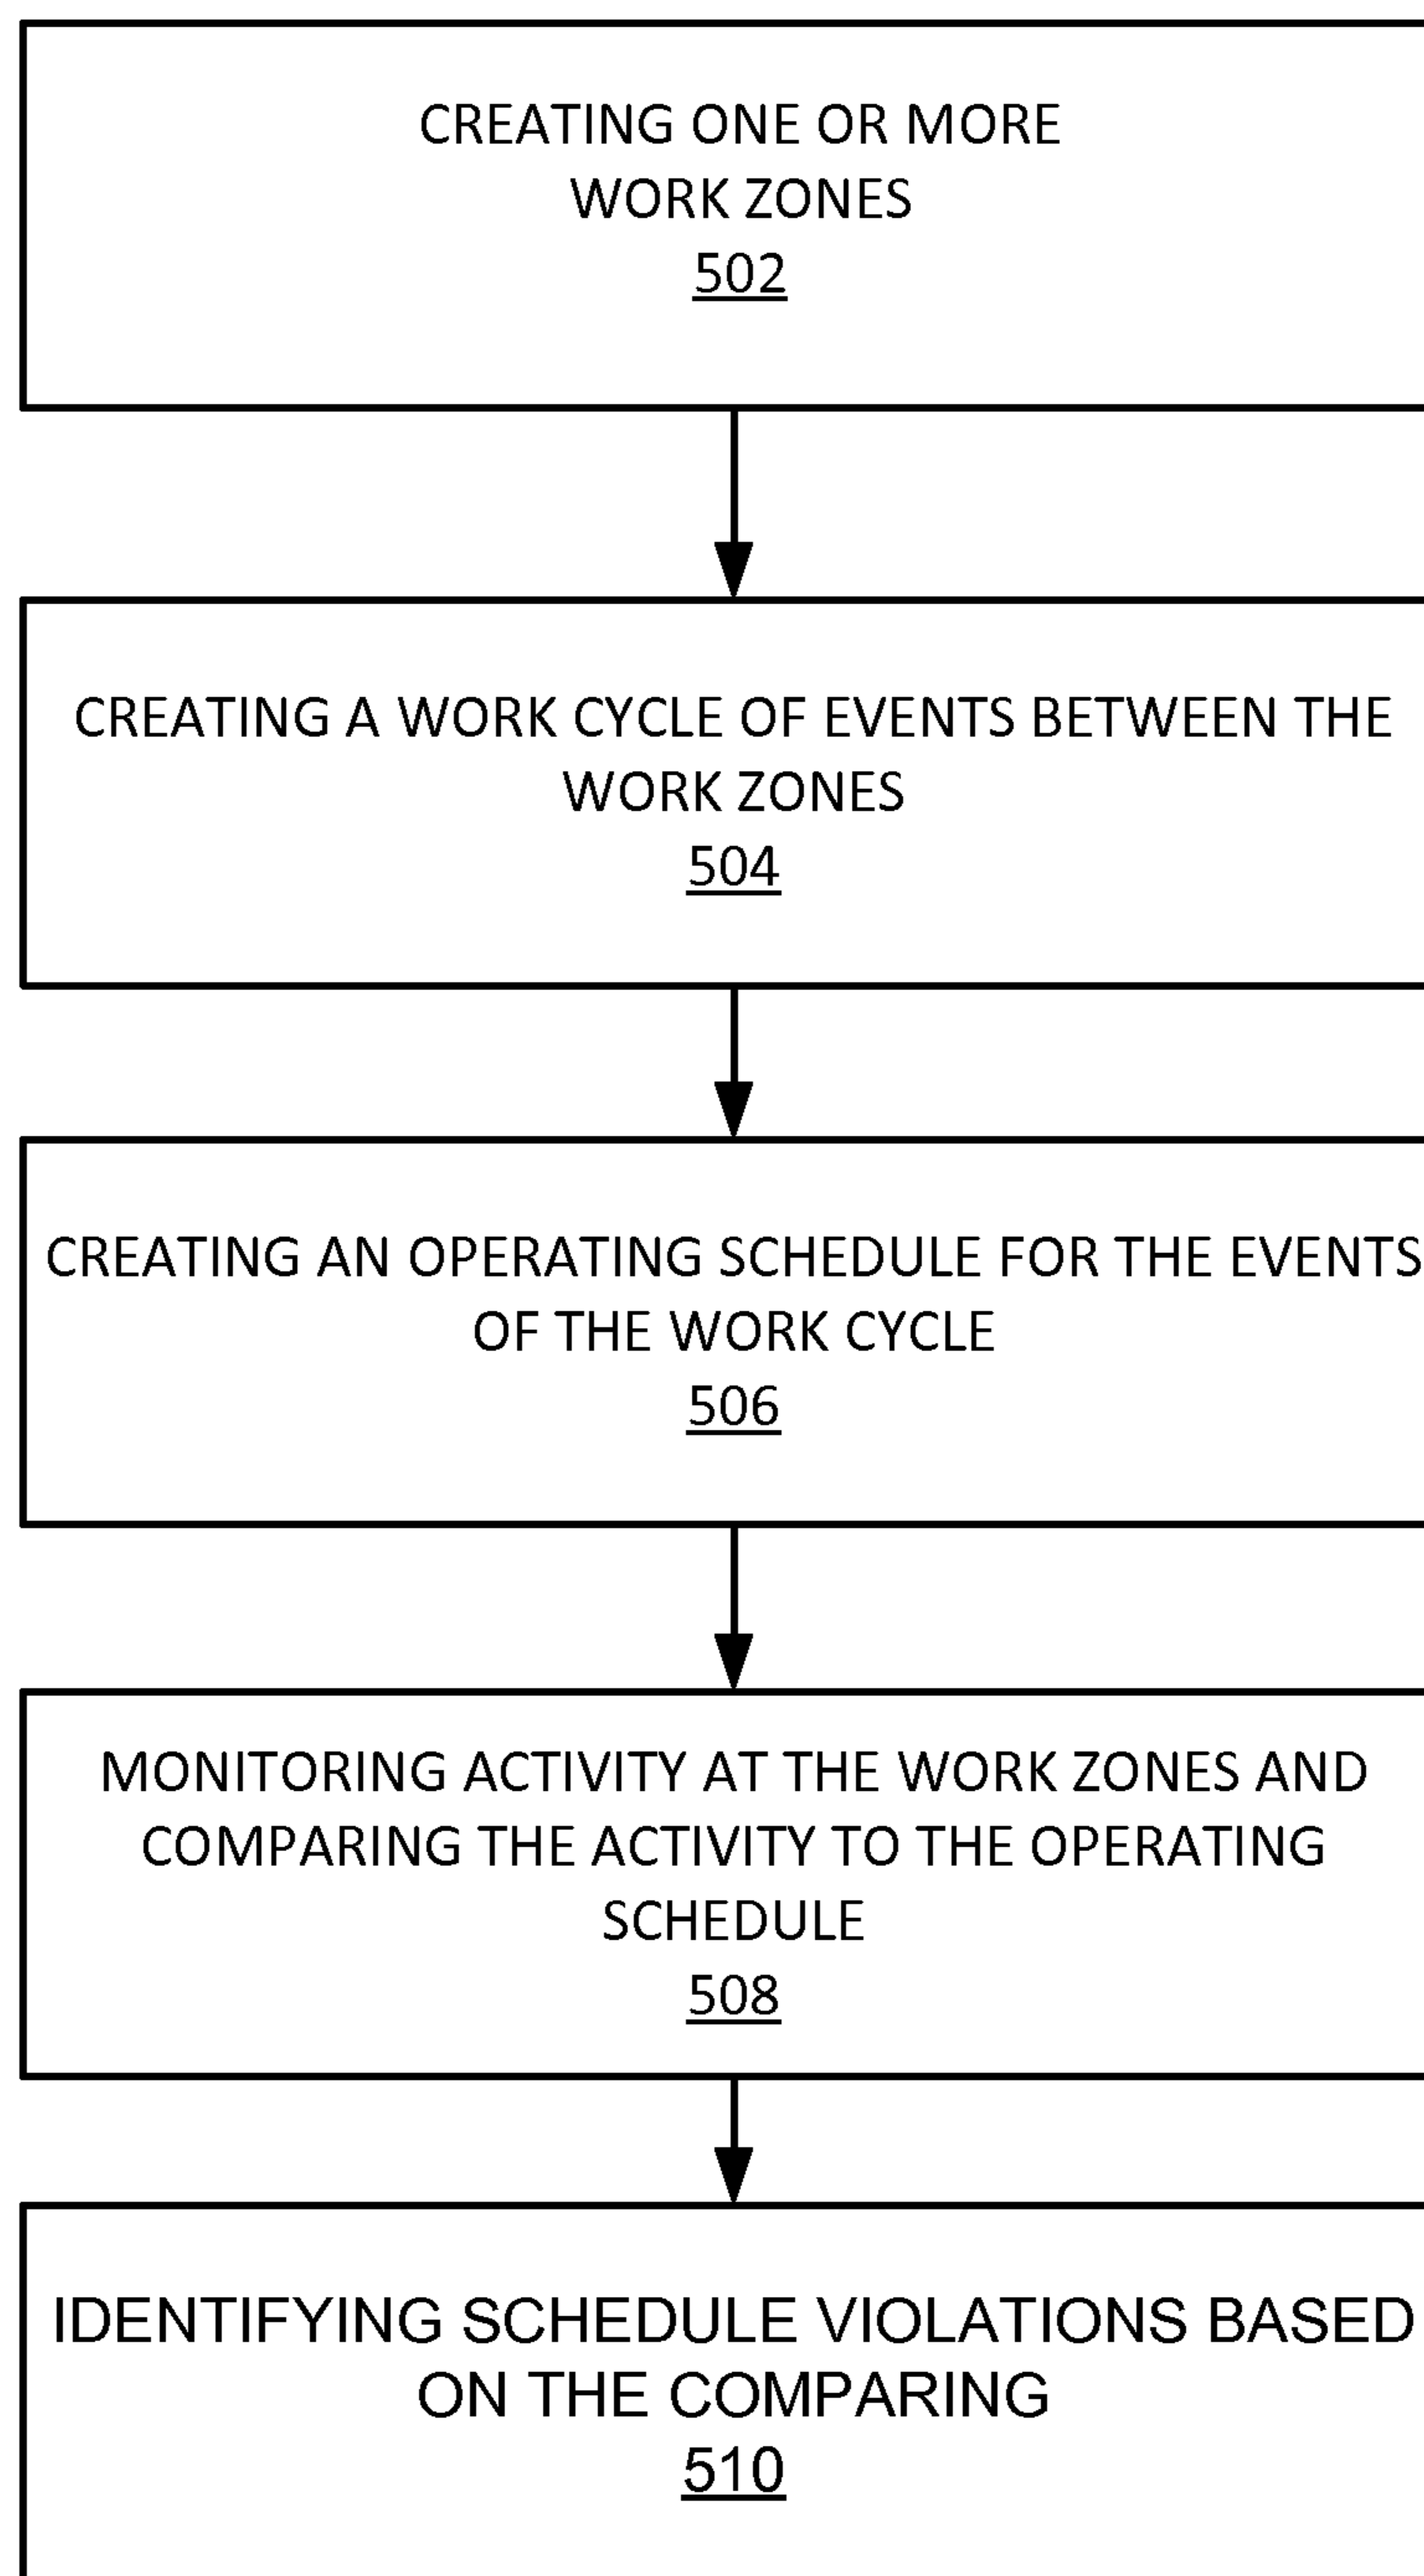 CREATING ONE OR MORE
WORK ZONES
502
CREATING A WORK CYCLE OF EVENTS BETWEEN THE
WORK ZONES
504
CREATING AN OPERATING SCHEDULE FOR THE EVENTS
OF THE WORK CYCLE
506
MONITORING ACTIVITY AT THE WORK ZONES AND
COMPARING THE ACTIVITY TO THE OPERATING
SCHEDULE
508
IDENTIFYING SCHEDULE VIOLATIONS BASED
ON THE COMPARING
510